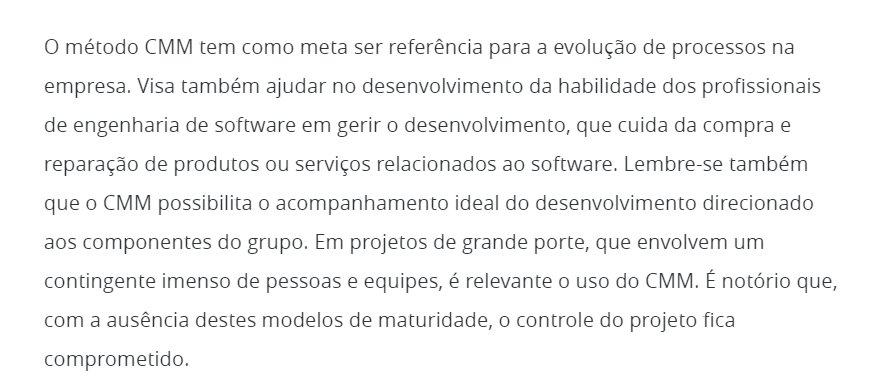 O método CMM tem como meta ser referência para a evolução de processos na
empresa. Visa também ajudar no desenvolvimento da habilidade dos profissionais
de engenharia de software em gerir o desenvolvimento, que cuida da compra e
reparação de produtos ou serviços relacionados ao software. Lembre-se também
que o CMM possibilita o acompanhamento ideal do desenvolvimento direcionado
aos componentes do grupo. Em projetos de grande porte, que envolvem um
contingente imenso de pessoas e equipes, é relevante o uso do CMM. É notório que,
com a ausência destes modelos de maturidade, o controle do projeto fica
comprometido.